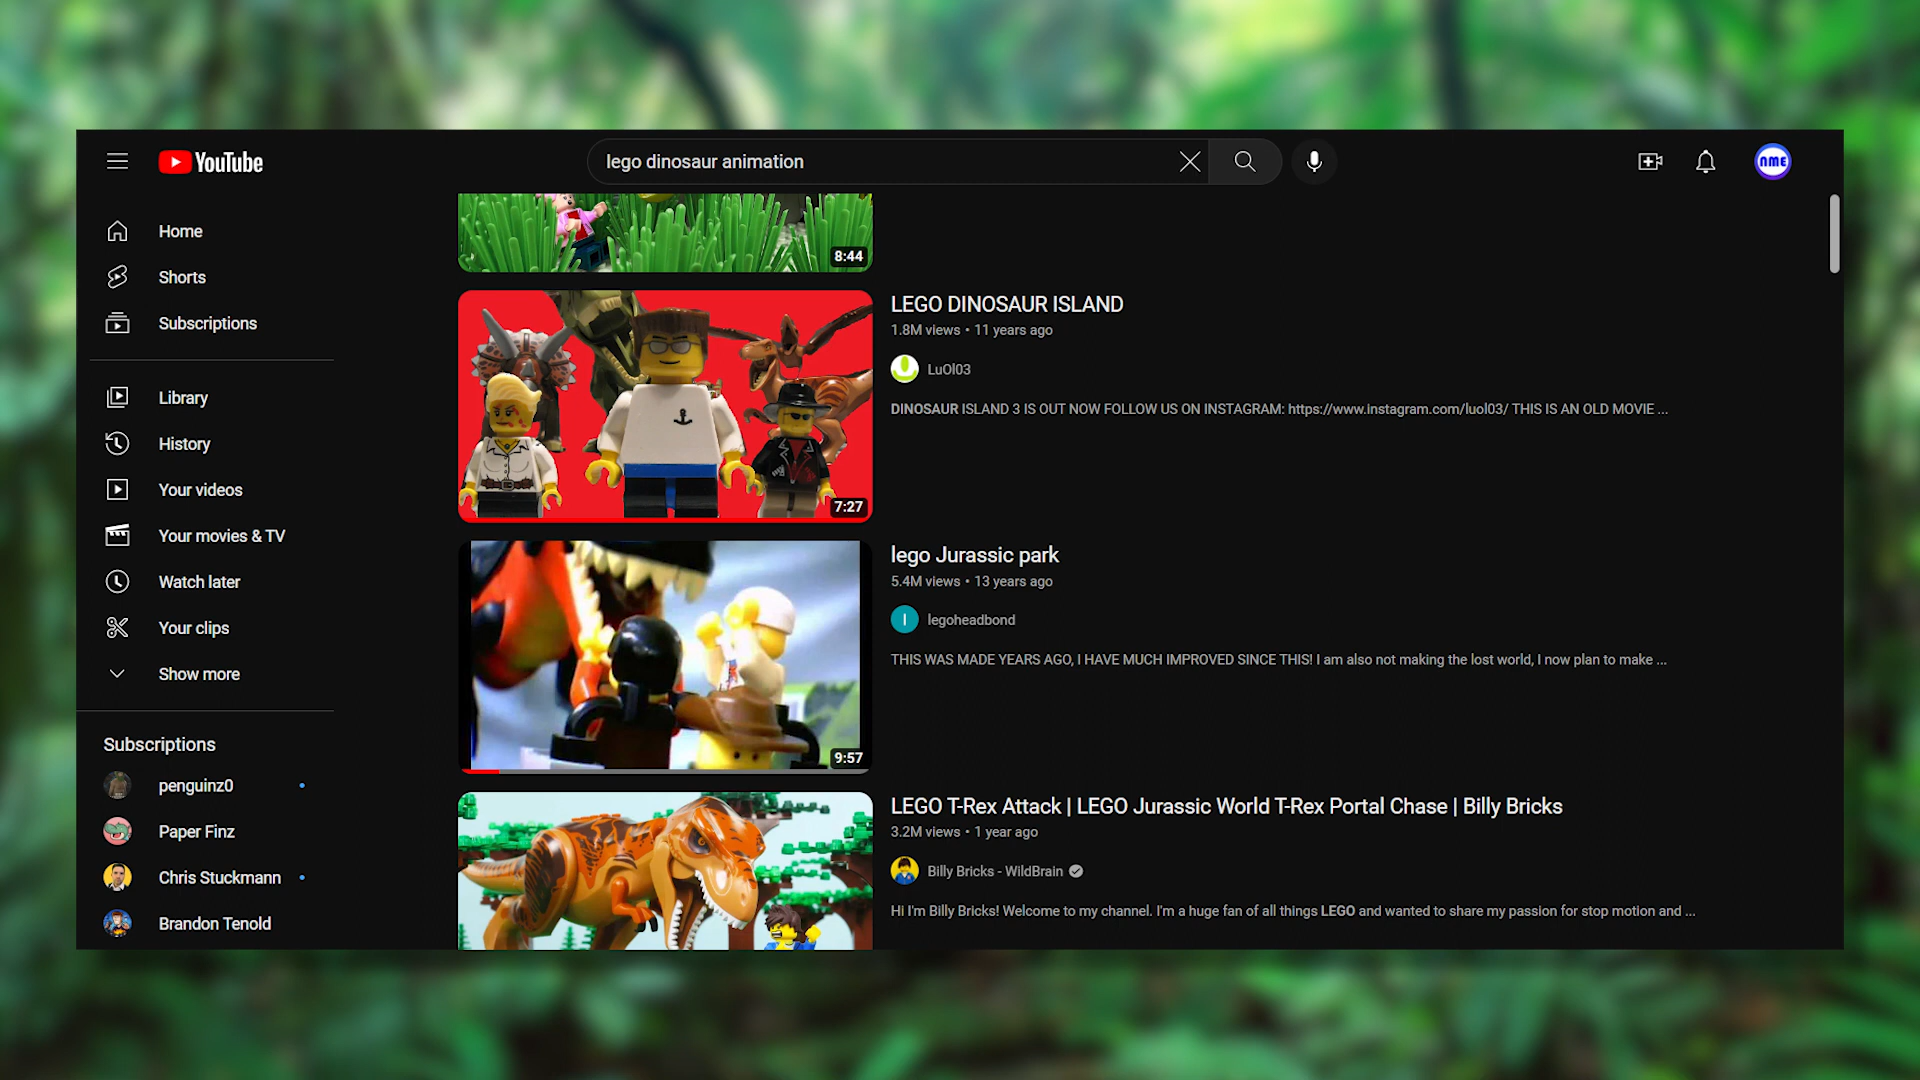 YouTube
lego dinosaur animation
NME
Home
Shorts
Subscriptions
Library
History
Your videos
Your movies & TV
Watch later
Your clips
Show more
Subscriptions
penguinz0
Paper Finz
Chris Stuckmann
Brandon Tenold
8:44
7:27
LEGO DINOSAUR ISLAND
1.8M views • 11 years ago
LuOl03
DINOSAUR ISLAND 3 IS OUT NOW FOLLOW US ON INSTAGRAM: https://www.instagram.com/luol03/ THIS IS AN OLD MOVIE ...
9:57
lego Jurassic park
5.4M views • 13 years ago
l
legoheadbond
THIS WAS MADE YEARS AGO, I HAVE MUCH IMPROVED SINCE THIS! I am also not making the lost world, I now plan to make ...
LEGO T-Rex Attack | LEGO Jurassic World T-Rex Portal Chase | Billy Bricks
3.2M views • 1 year ago
Billy Bricks - WildBrain
Hi I'm Billy Bricks! Welcome to my channel. I'm a huge fan of all things LEGO and wanted to share my passion for stop motion and ...